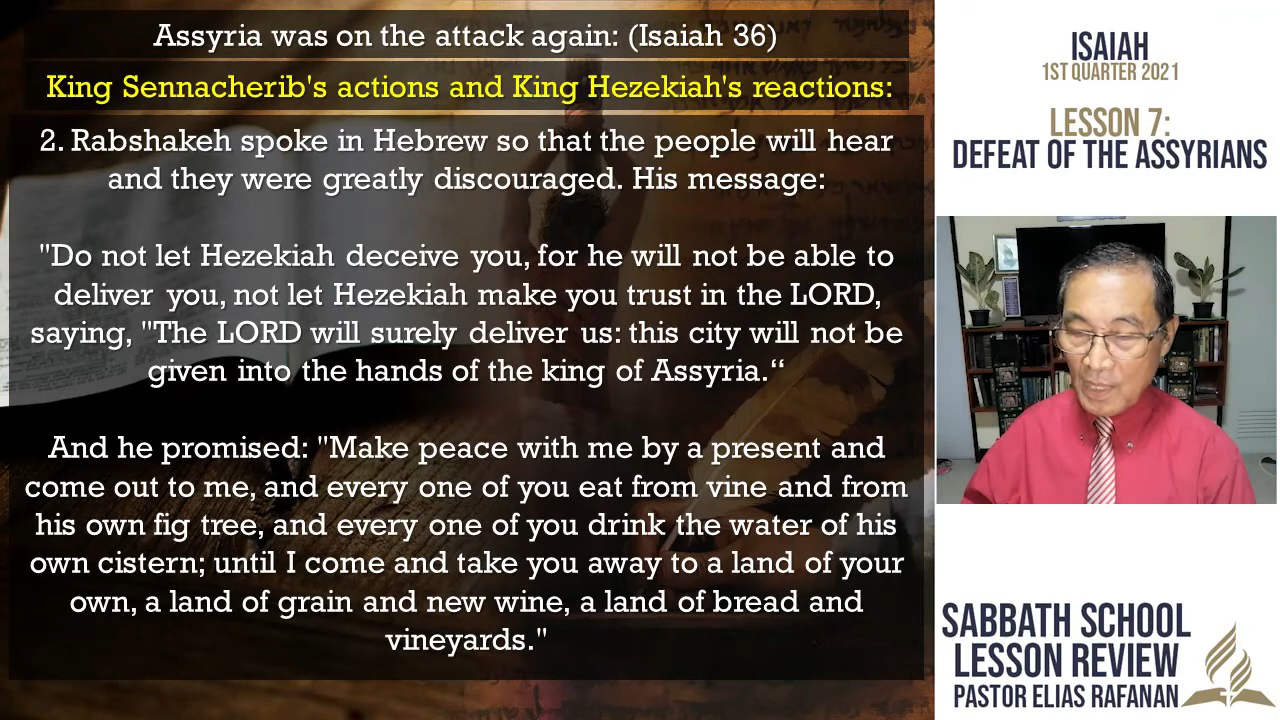 Assyria was on the attack again: (Isaiah 36)
King Sennacherib's actions and King Hezekiah's reactions:
2. Rabshakeh spoke in Hebrew so that the people will hear
and they were greatly discouraged. His message:
"Do not let Hezekiah deceive you, for he will not be able to
deliver you, not let Hezekiah make you trust in the LORD,
saying, "The LORD will surely deliver us: this city will not be
given into the hands of the king of Assyria.“
And he promised: "Make peace with me by a present and
come out to me, and every one of you eat from vine and from
his own fig tree, and every one of you drink the water of his
own cistern; until I come and take you away to a land of your
own, a land of grain and new wine, a land of bread and
vineyards."
ISAIAH
1ST QUARTER 2021
LESSON 7:
DEFEAT OF THE ASSYRIANS
SABBATH SCHOOL
LESSON REVIEW
PASTOR ELIAS RAFANAN